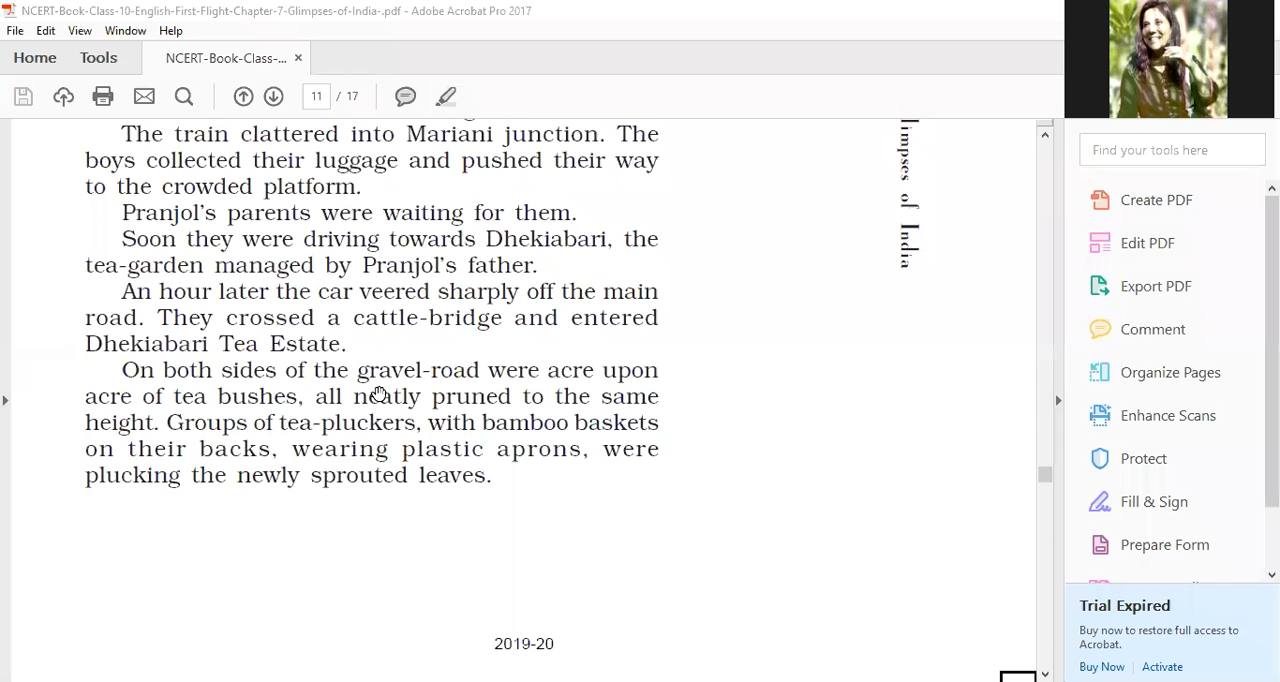 NCERT-Book-Class-10-English-First-Flight-Chapter-7-Glimpses-of-India-.pdf - Adobe Acrobat Pro 2017
File Edit View Window Help
Home Tools NCERT-Book-Class-... ×
11 / 17
The train clattered into Mariani junction. The
boys collected their luggage and pushed their way
to the crowded platform.
Pranjol's parents were waiting for them.
Soon they were driving towards Dhekiabari, the
tea-garden managed by Pranjol's father.
An hour later the car veered sharply off the main
road. They crossed a cattle-bridge and entered
Dhekiabari Tea Estate.
On both sides of the gravel-road were acre upon
acre of tea bushes, all neatly pruned to the same
height. Groups of tea-pluckers, with bamboo baskets
on their backs, wearing plastic aprons, were
plucking the newly sprouted leaves.
2019-20
limpses of India
Find your tools here
Create PDF
Edit PDF
Export PDF
Comment
Organize Pages
Enhance Scans
Protect
Fill & Sign
Prepare Form
Trial Expired
Buy now to restore full access to
Acrobat.
Buy Now Activate